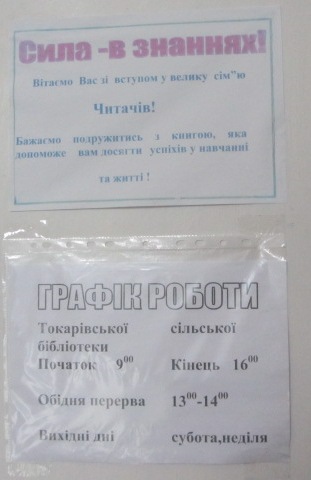 Сила -в знаннях!
Вітаємо Вас зі вступом у велику сім"ю
Читачів!
Бажаємо подружитись з книгою, яка
допоможе вам досягти успіхів у навчанні
та житті !
ГРАФІК РОБОТИ
Токарівської сільської
бібліотеки
Початок 9⁰⁰ Кінець 16⁰⁰
Обідня перерва 13⁰⁰-14⁰⁰
Вихідні дні субота,неділя